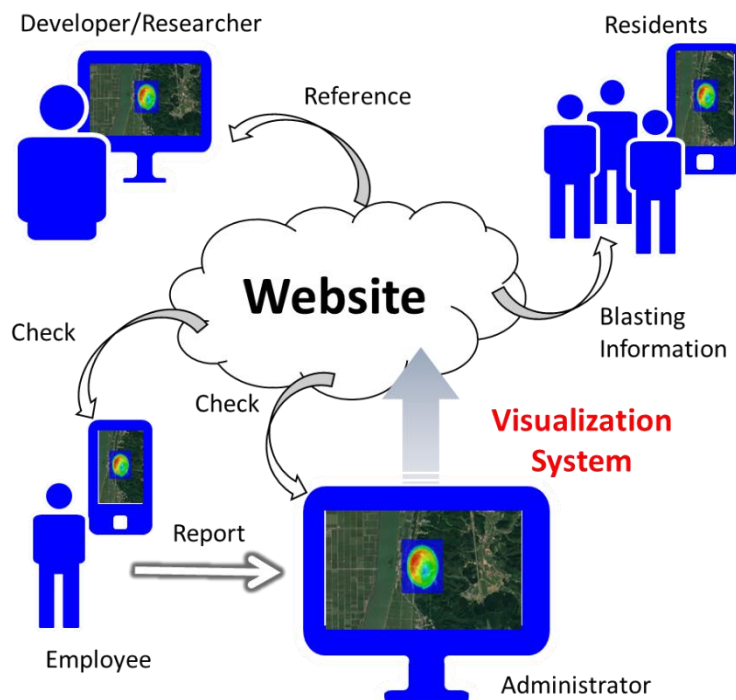 Developer/Researcher
Residents
Reference
Website
Check
Blasting
Information
Check
Visualization
System
Report
Employee
Administrator